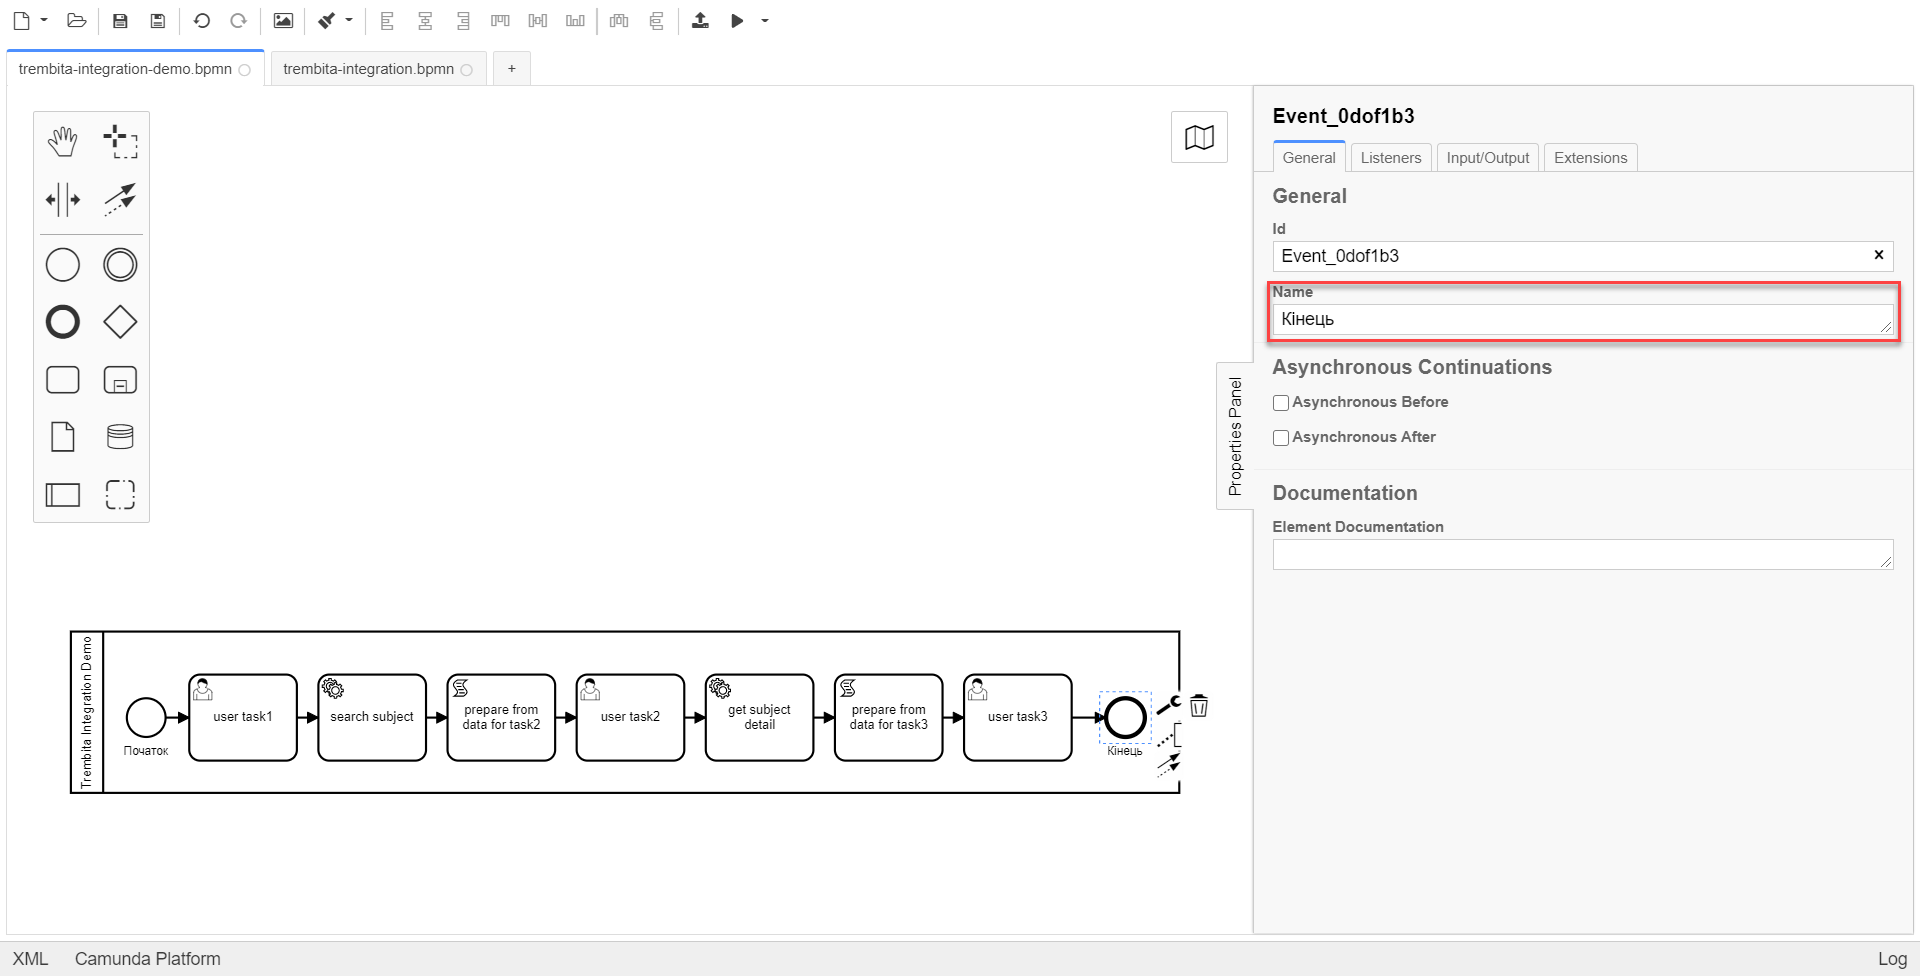 trembita-integration-demo.bpmn
trembita-integration.bpmn
+
Event_0dof1b3
General
Listeners
Input/Output
Extensions
General
Id
Event_0dof1b3
Name
Кінець
Asynchronous Continuations
Asynchronous Before
Asynchronous After
Documentation
Element Documentation
Properties Panel
Trembita Integration Demo
Початок
user task1
search subject
prepare from
data for task2
user task2
get subject
detail
prepare from
data for task3
user task3
Кінець
XML
Camunda Platform
Log